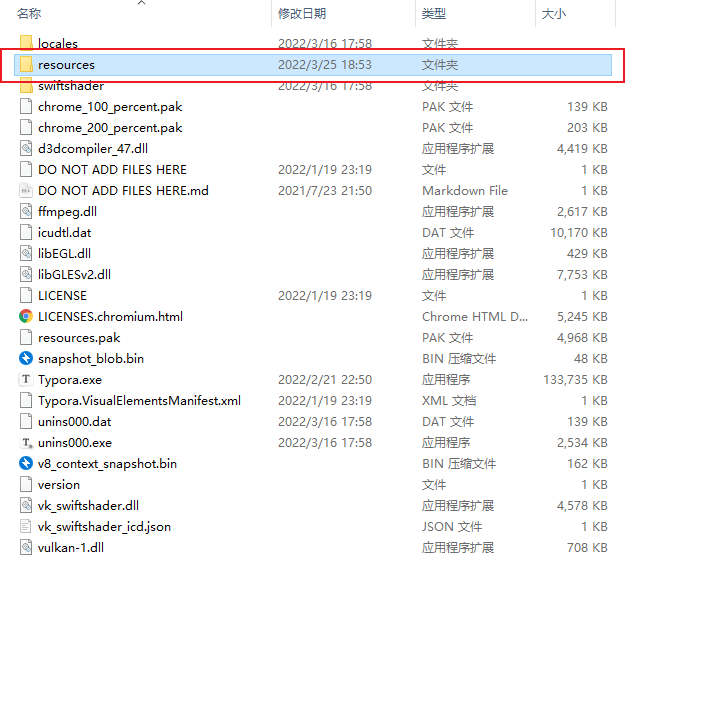 名称 修改日期 类型 大小
locales 2022/3/16 17:58 文件夹
resources 2022/3/25 18:53 文件夹
swiftshader 2022/3/16 17:58 文件夹
chrome_100_percent.pak PAK 文件 139 KB
chrome_200_percent.pak PAK 文件 203 KB
d3dcompiler_47.dll 应用程序扩展 4,419 KB
DO NOT ADD FILES HERE 2022/1/19 23:19 文件 1 KB
DO NOT ADD FILES HERE.md 2021/7/23 21:50 Markdown File 1 KB
ffmpeg.dll 应用程序扩展 2,617 KB
icudtl.dat DAT 文件 10,170 KB
libEGL.dll 应用程序扩展 429 KB
libGLESv2.dll 应用程序扩展 7,753 KB
LICENSE 2022/1/19 23:19 文件 1 KB
LICENSES.chromium.html Chrome HTML D... 5,245 KB
resources.pak PAK 文件 4,968 KB
snapshot_blob.bin BIN 压缩文件 48 KB
Typora.exe 2022/2/21 22:50 应用程序 133,735 KB
Typora.VisualElementsManifest.xml 2022/1/19 23:19 XML 文档 1 KB
unins000.dat 2022/3/16 17:58 DAT 文件 139 KB
unins000.exe 2022/3/16 17:58 应用程序 2,534 KB
v8_context_snapshot.bin BIN 压缩文件 162 KB
version 文件 1 KB
vk_swiftshader.dll 应用程序扩展 4,578 KB
vk_swiftshader_icd.json JSON 文件 1 KB
vulkan-1.dll 应用程序扩展 708 KB